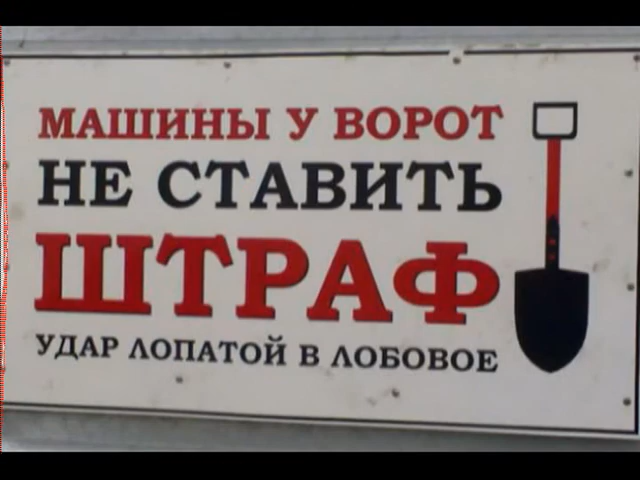 МАШИНЫ У ВОРОТ
НЕ СТАВИТЬ
ШТРАФ
УДАР ЛОПАТОЙ В ЛОБОВОЕ